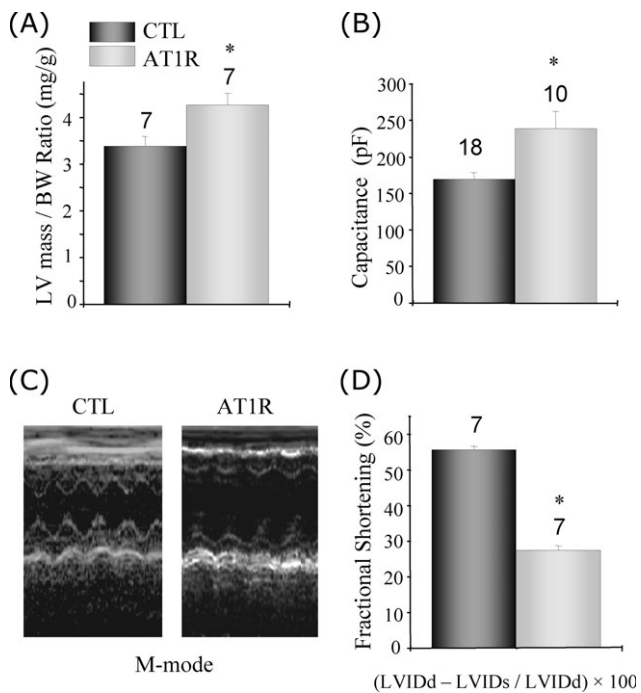 (A)
CTL
AT1R
*
7
7
LV mass / BW Ratio (mg/g)
4
3
2
1
0
(B)
*
10
18
Capacitance (pF)
300
250
200
150
100
50
0
(C)
CTL
AT1R
M-mode
(D)
7
*
7
Fractional Shortening (%)
60
50
40
30
20
10
0
(LVIDd – LVIDs / LVIDd) × 100